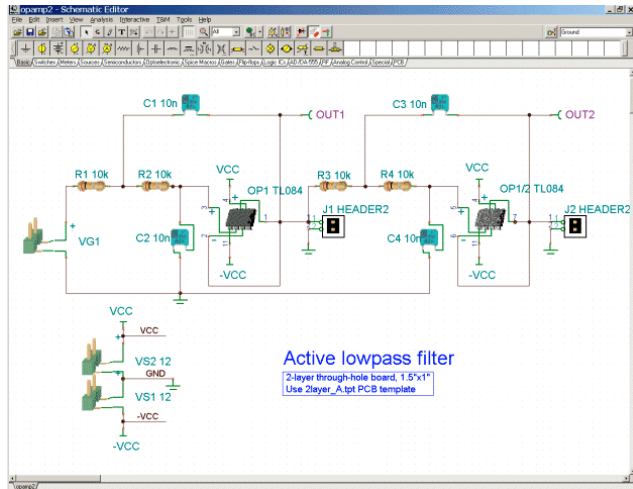 opamp2 - Schematic Editor
File Edit Insert View Analysis Interactive T&M Tools Help
All
Ground
Basic Switches Meters Sources Semiconductors Optoelectronic Spice Macros Gates Flip-flops Logic ICs AD/DA-555 RF Analog Control Special PCB
C1 10n
C3 10n
OUT1
OUT2
R1 10k
R2 10k
VCC
OP1 TL084
R3 10k
R4 10k
VCC
OP1/2 TL084
J1 HEADER2
J2 HEADER2
VG1
C2 10n
-VCC
C4 10n
-VCC
VCC
VCC
VS2 12
GND
VS1 12
-VCC
-VCC
Active lowpass filter
2-layer through-hole board, 1.5"x1"
Use 2layer_A.tpt PCB template
opamp2